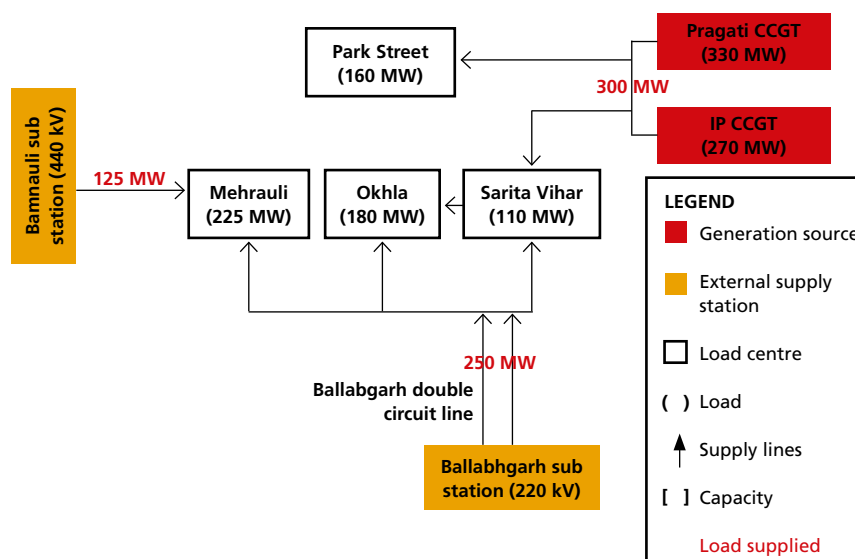 Pragati CCGT
(330 MW)
Park Street
(160 MW)
300 MW
IP CCGT
(270 MW)
Bamnauli sub
station (440 kV)
125 MW
Mehrauli
(225 MW)
Okhla
(180 MW)
Sarita Vihar
(110 MW)
250 MW
Ballabgarh double
circuit line
Ballabhgarh sub
station (220 kV)
LEGEND
Generation source
External supply
station
Load centre
( ) Load
Supply lines
[ ] Capacity
Load supplied